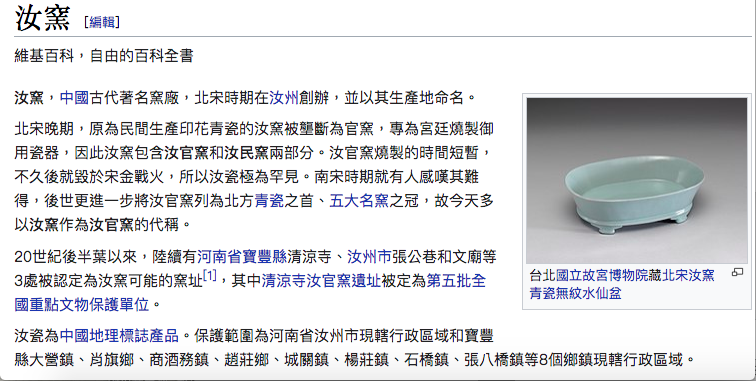 汝窯 [編輯]
維基百科，自由的百科全書
汝窯，中國古代著名窯廠，北宋時期在汝州創辦，並以其生產地命名。
北宋晚期，原為民間生產印花青瓷的汝窯被壟斷為官窯，專為宮廷燒製御
用瓷器，因此汝窯包含汝官窯和汝民窯兩部分。汝官窯燒製的時間短暫，
不久後就毀於宋金戰火，所以汝瓷極為罕見。南宋時期就有人感嘆其難
得，後世更進一步將汝官窯列為北方青瓷之首、五大名窯之冠，故今天多
以汝窯作為汝官窯的代稱。
20世紀後半葉以來，陸續有河南省寶豐縣清涼寺、汝州市張公巷和文廟等
3處被認定為汝窯可能的窯址[1]，其中清涼寺汝官窯遺址被定為第五批全
國重點文物保護單位。
汝瓷為中國地理標誌產品。保護範圍為河南省汝州市現轄行政區域和寶豐
縣大營鎮、肖旗鄉、商酒務鎮、趙莊鄉、城關鎮、楊莊鎮、石橋鎮、張八橋鎮等8個鄉鎮現轄行政區域。
台北國立故宮博物院藏北宋汝窯
青瓷無紋水仙盆